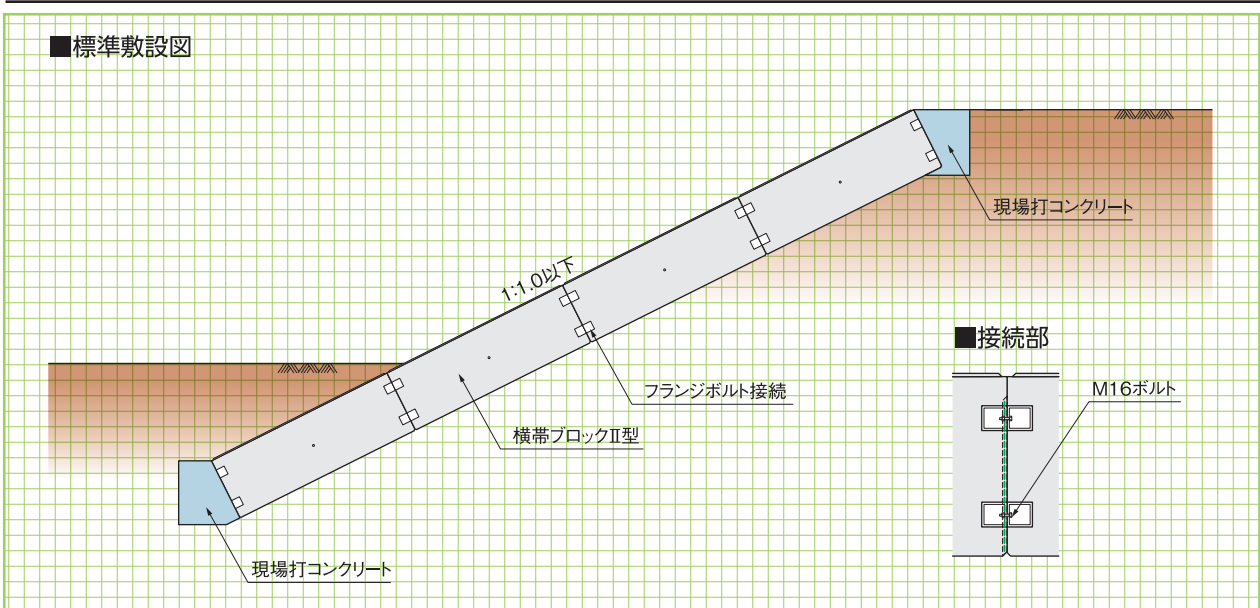 ■標準敷設図
現場打コンクリート
1:1.0以下
■接続部
フランジボルト接続
M16ボルト
横帯ブロックⅡ型
現場打コンクリート